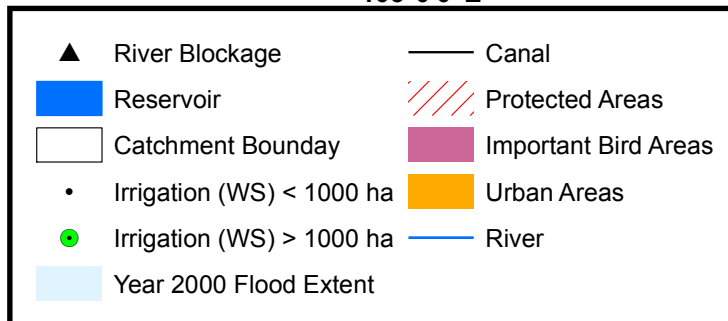 River Blockage
Reservoir
Catchment Bounday
Irrigation (WS) < 1000 ha
Irrigation (WS) > 1000 ha
Year 2000 Flood Extent
Canal
Protected Areas
Important Bird Areas
Urban Areas
River